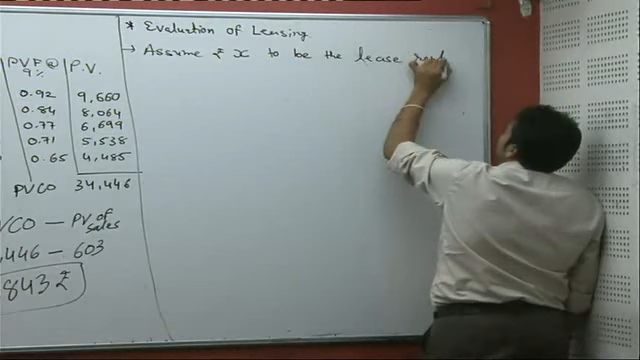 * Evaluation of Leasing.
→ Assume ₹ x to be the lease
PVF @ 9% P.V.
0.92 9,660
0.84 8,064
0.77 6,699
0.71 5,538
0.65 4,485
PVCO 34,446
VCO — PV of sales
,446 — 603
843 ₹